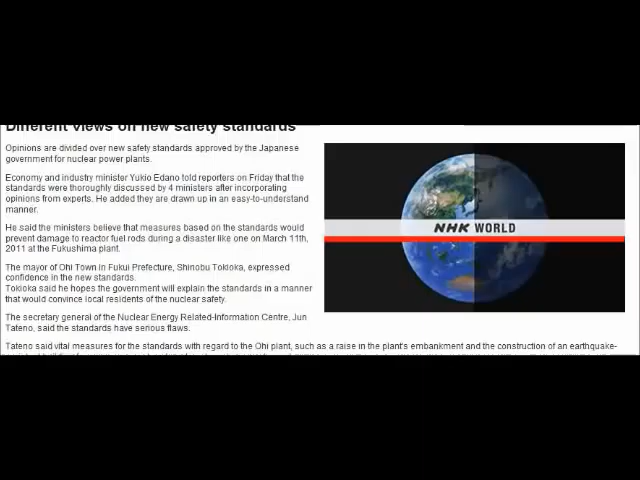 Different views on new safety standards
Opinions are divided over new safety standards approved by the Japanese
government for nuclear power plants.
Economy and industry minister Yukio Edano told reporters on Friday that the
standards were thoroughly discussed by 4 ministers after incorporating
opinions from experts. He added they are drawn up in an easy-to-understand
manner.
He said the ministers believe that measures based on the standards would
prevent damage to reactor fuel rods during a disaster like one on March 11th,
2011 at the Fukushima plant.
The mayor of Ohi Town in Fukui Prefecture, Shinobu Tokioka, expressed
confidence in the new standards.
Tokioka said he hopes the government will explain the standards in a manner
that would convince local residents of the nuclear safety.
The secretary general of the Nuclear Energy Related-Information Centre, Jun
Tateno, said the standards have serious flaws.
Tateno said vital measures for the standards with regard to the Ohi plant, such as a raise in the plant's embankment and the construction of an earthquake-
NHK WORLD